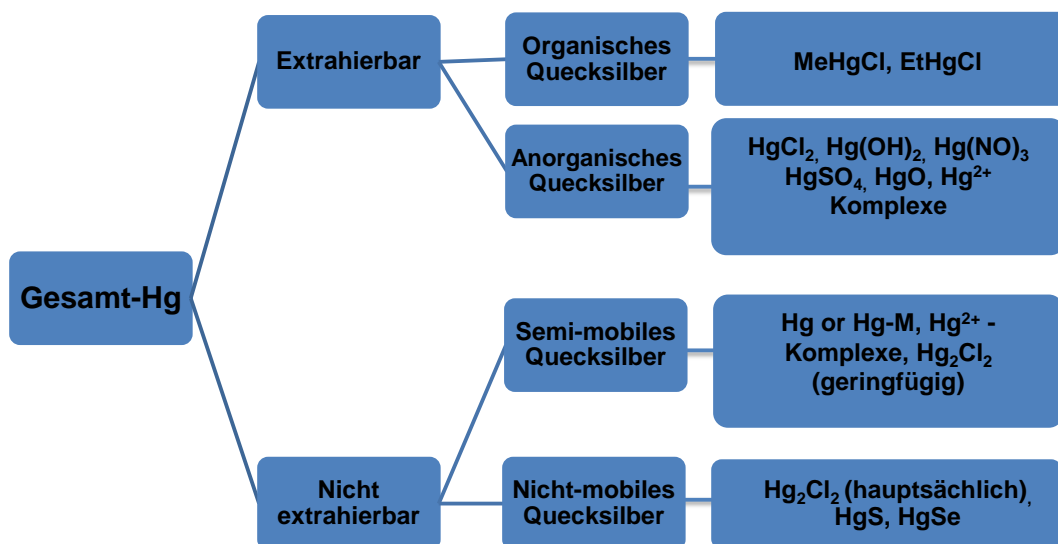 Gesamt-Hg
Extrahierbar
Organisches
Quecksilber
MeHgCl, EtHgCl
Anorganisches
Quecksilber
HgCl₂, Hg(OH)₂, Hg(NO)₃
HgSO₄, HgO, Hg²⁺
Komplexe
Nicht
extrahierbar
Semi-mobiles
Quecksilber
Hg or Hg-M, Hg²⁺ -
Komplexe, Hg₂Cl₂
(geringfügig)
Nicht-mobiles
Quecksilber
Hg₂Cl₂ (hauptsächlich),
HgS, HgSe